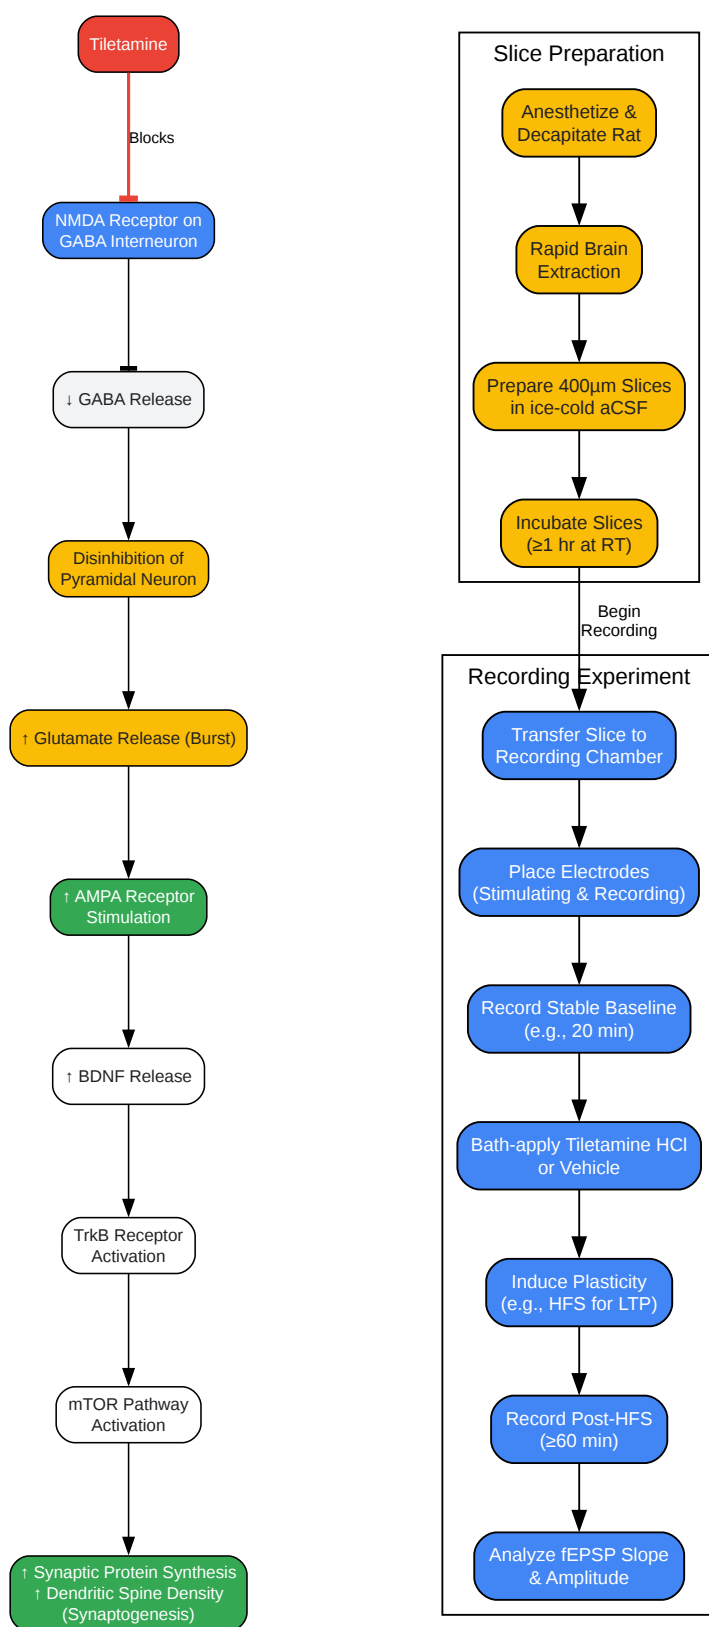 Tiletamine
Blocks
NMDA Receptor on
GABA Interneuron
↓ GABA Release
Disinhibition of
Pyramidal Neuron
↑ Glutamate Release (Burst)
↑ AMPA Receptor
Stimulation
↑ BDNF Release
TrkB Receptor
Activation
mTOR Pathway
Activation
↑ Synaptic Protein Synthesis
↑ Dendritic Spine Density
(Synaptogenesis)
Slice Preparation
Anesthetize &
Decapitate Rat
Rapid Brain
Extraction
Prepare 400µm Slices
in ice-cold aCSF
Incubate Slices
(≥1 hr at RT)
Begin
Recording
Recording Experiment
Transfer Slice to
Recording Chamber
Place Electrodes
(Stimulating & Recording)
Record Stable Baseline
(e.g., 20 min)
Bath-apply Tiletamine HCl
or Vehicle
Induce Plasticity
(e.g., HFS for LTP)
Record Post-HFS
(≥60 min)
Analyze fEPSP Slope
& Amplitude